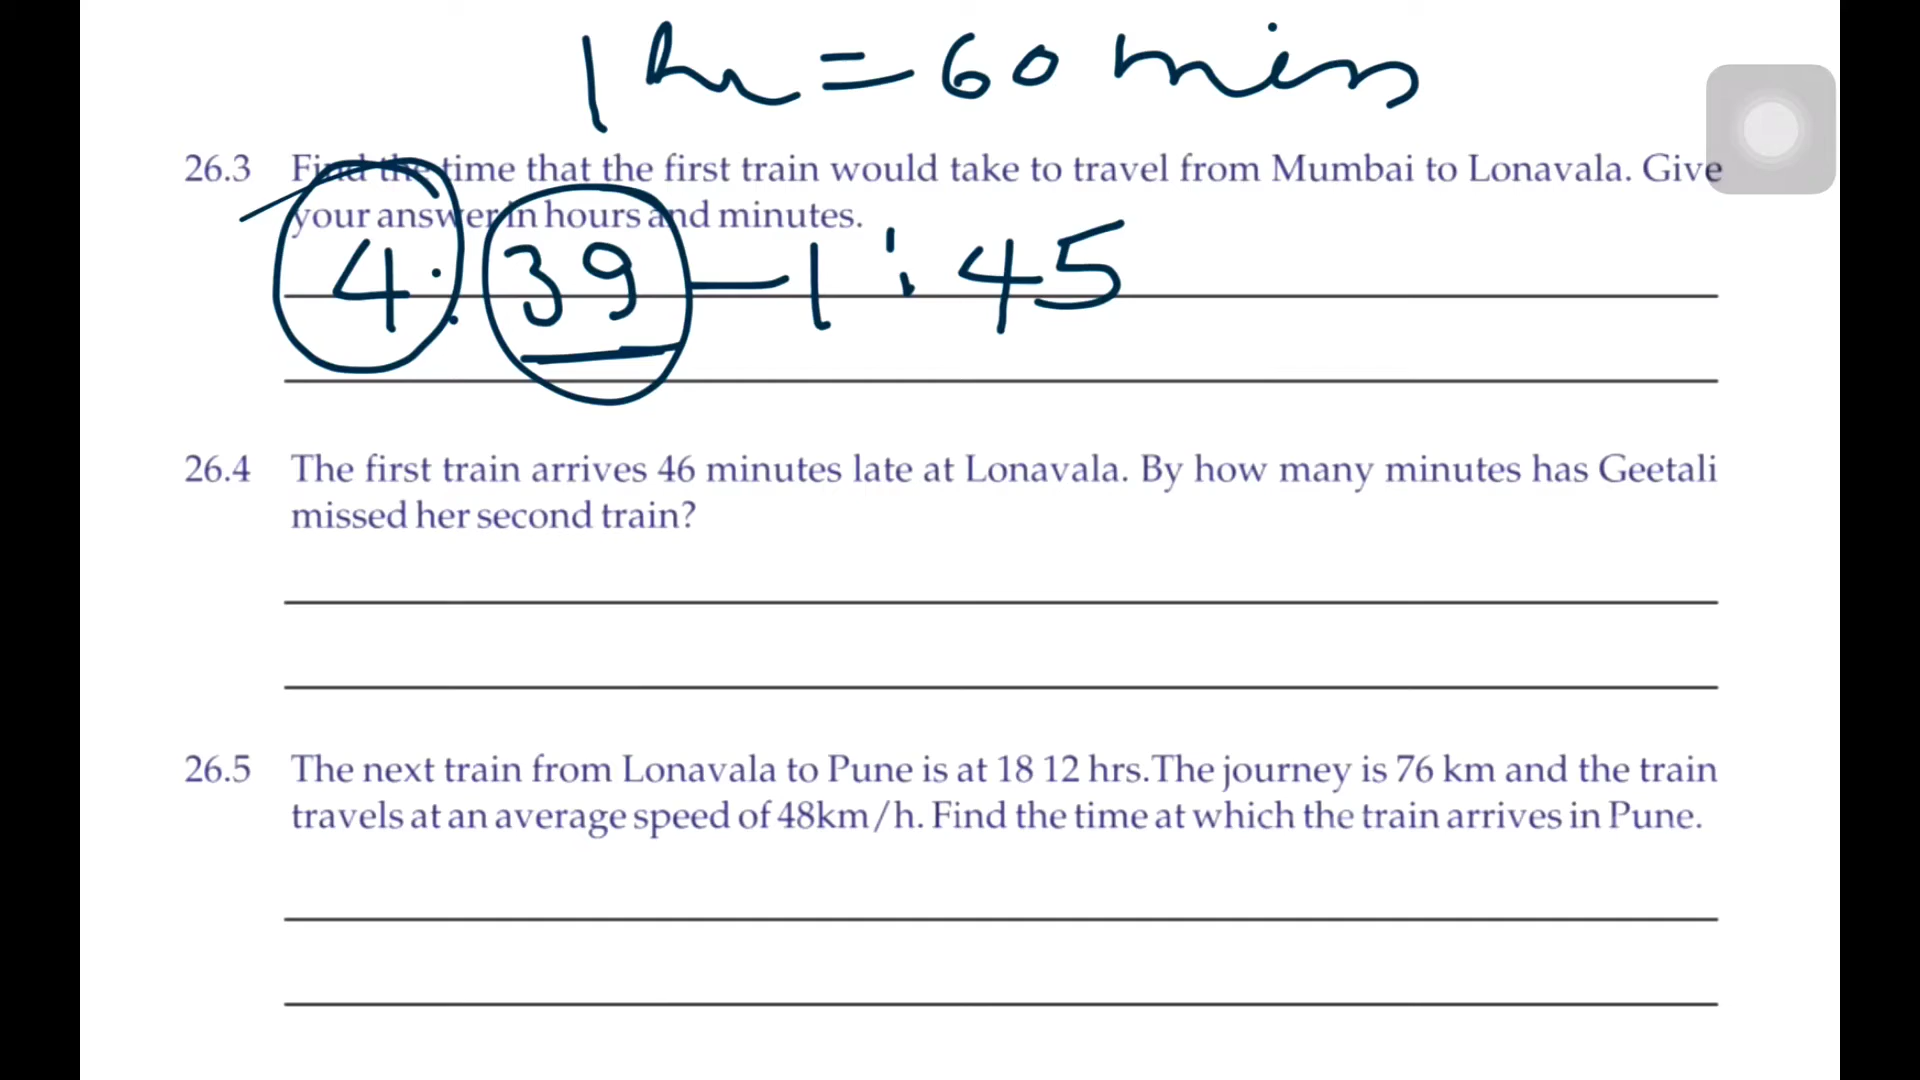 1 hr = 60 mins
26.3 Find the time that the first train would take to travel from Mumbai to Lonavala. Give
your answer in hours and minutes.
4:39 - 1:45
26.4 The first train arrives 46 minutes late at Lonavala. By how many minutes has Geetali
missed her second train?
26.5 The next train from Lonavala to Pune is at 18 12 hrs.The journey is 76 km and the train
travels at an average speed of 48km/h. Find the time at which the train arrives in Pune.